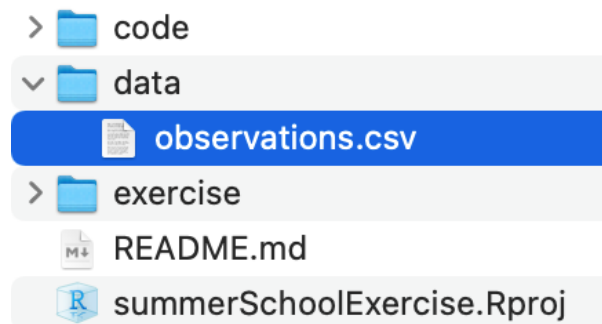 code
data
observations.csv
exercise
README.md
summerSchoolExercise.Rproj